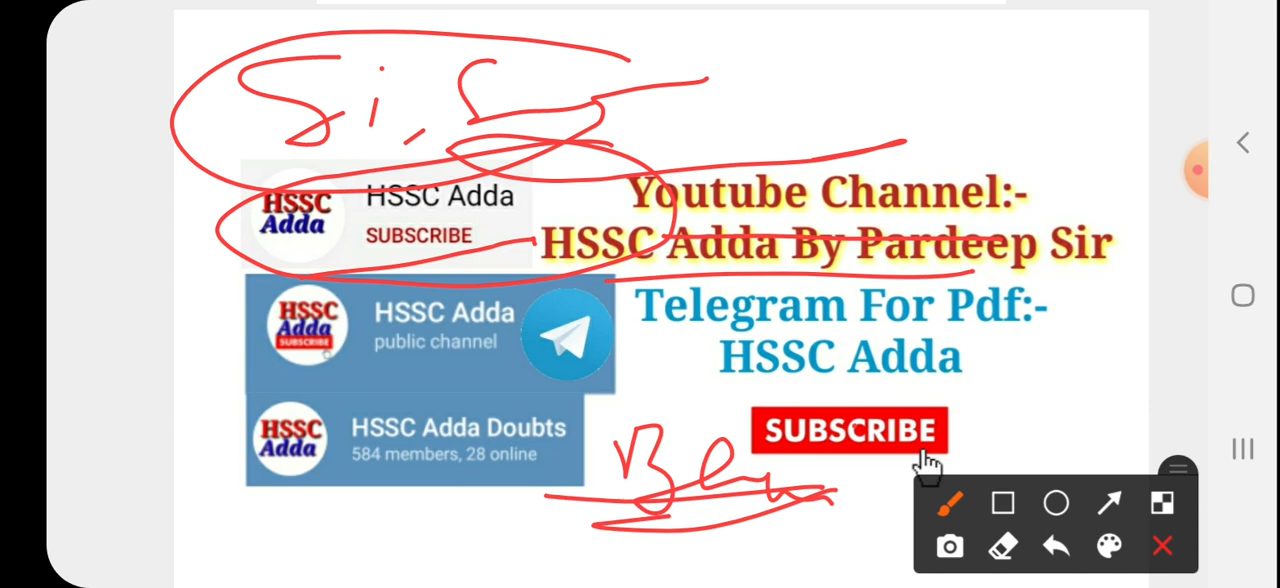 Si,
HSSC Adda
HSSC Adda
SUBSCRIBE
Youtube Channel:-
HSSC Adda By Pardeep Sir
HSSC Adda SUBSCRIBE
HSSC Adda
public channel
Telegram For Pdf:-
HSSC Adda
HSSC Adda
HSSC Adda Doubts
584 members, 28 online
SUBSCRIBE